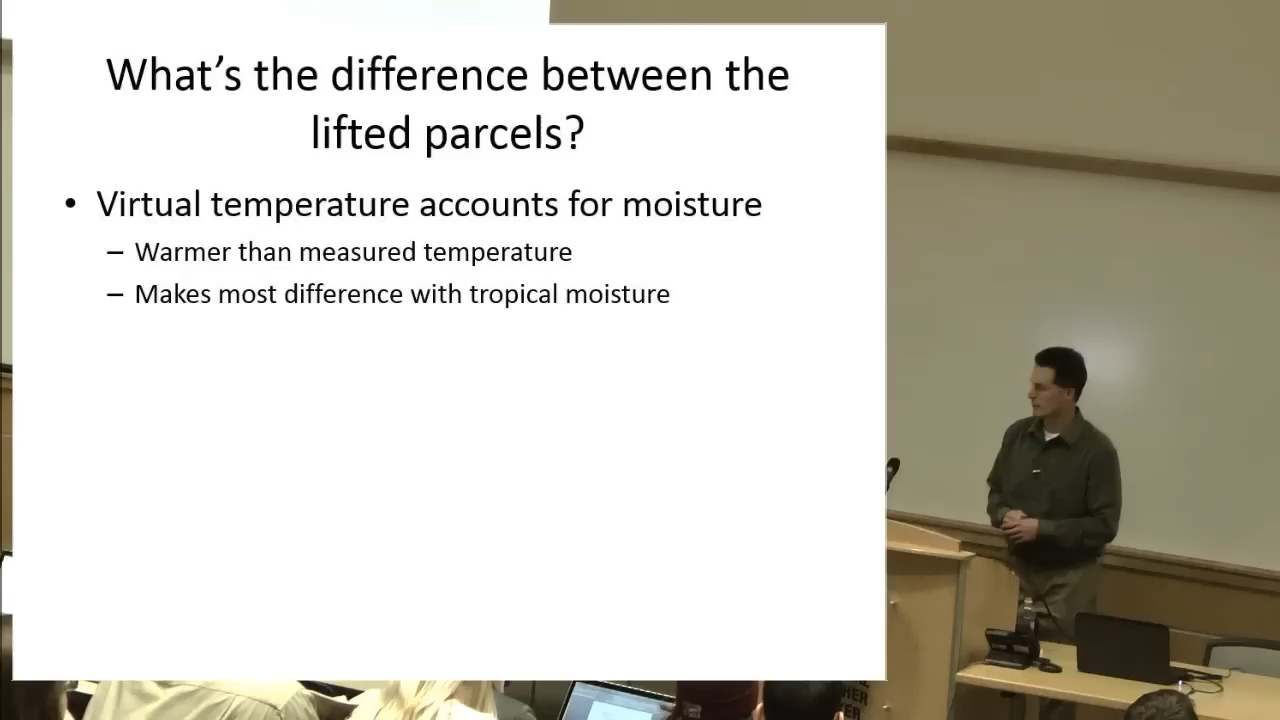 What's the difference between the
lifted parcels?
• Virtual temperature accounts for moisture
– Warmer than measured temperature
– Makes most difference with tropical moisture